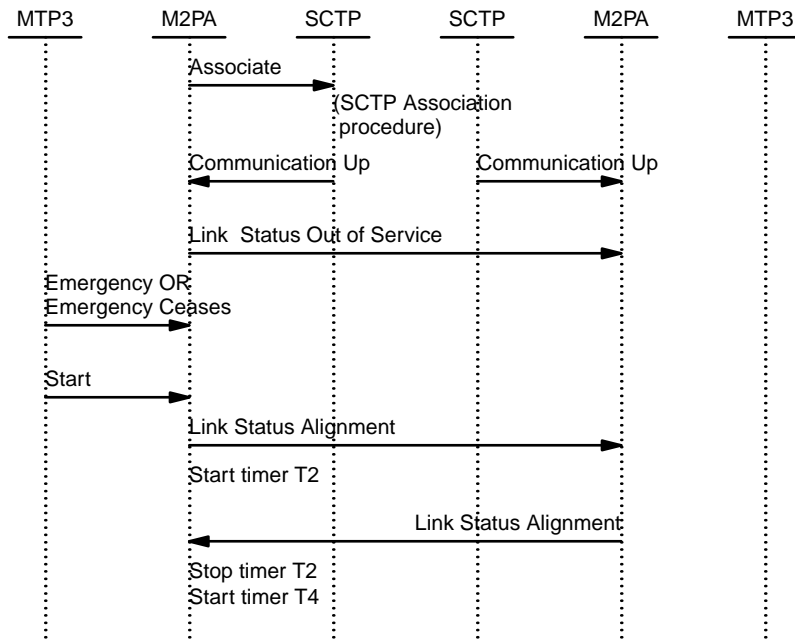 MTP3 M2PA SCTP SCTP M2PA MTP3
Associate
(SCTP Association
procedure)
Communication Up Communication Up
Link Status Out of Service
Emergency OR
Emergency Ceases
Start
Link Status Alignment
Start timer T2
Link Status Alignment
Stop timer T2
Start timer T4